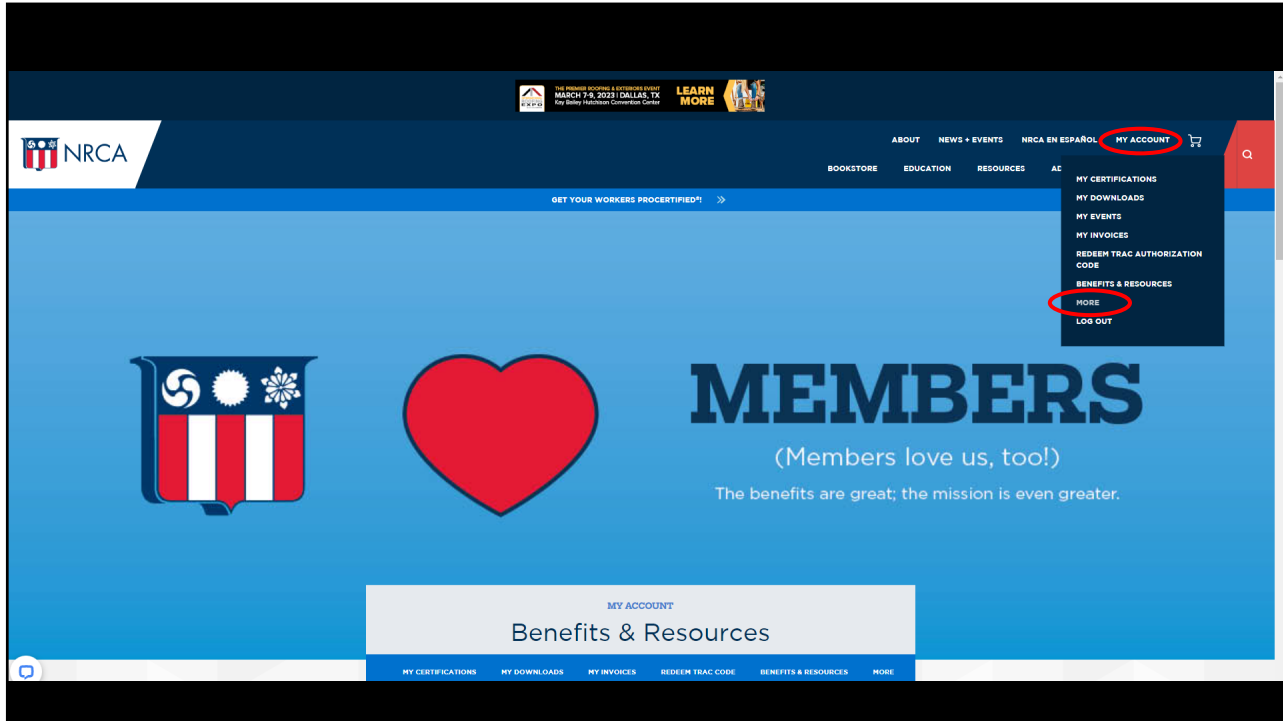 THE PREMIER ROOFING & EXTERIORS EVENT
MARCH 7-9, 2023 | DALLAS, TX
Kay Bailey Hutchison Convention Center
LEARN
MORE
EXPO
NRCA
ABOUT NEWS + EVENTS NRCA EN ESPAÑOL MY ACCOUNT
BOOKSTORE EDUCATION RESOURCES AD
MY CERTIFICATIONS
MY DOWNLOADS
MY EVENTS
MY INVOICES
REDEEM TRAC AUTHORIZATION
CODE
BENEFITS & RESOURCES
MORE
LOG OUT
GET YOUR WORKERS PROCERTIFIED®!
MEMBERS
(Members love us, too!)
The benefits are great; the mission is even greater.
MY ACCOUNT
Benefits & Resources
MY CERTIFICATIONS MY DOWNLOADS MY INVOICES REDEEM TRAC CODE BENEFITS & RESOURCES MORE